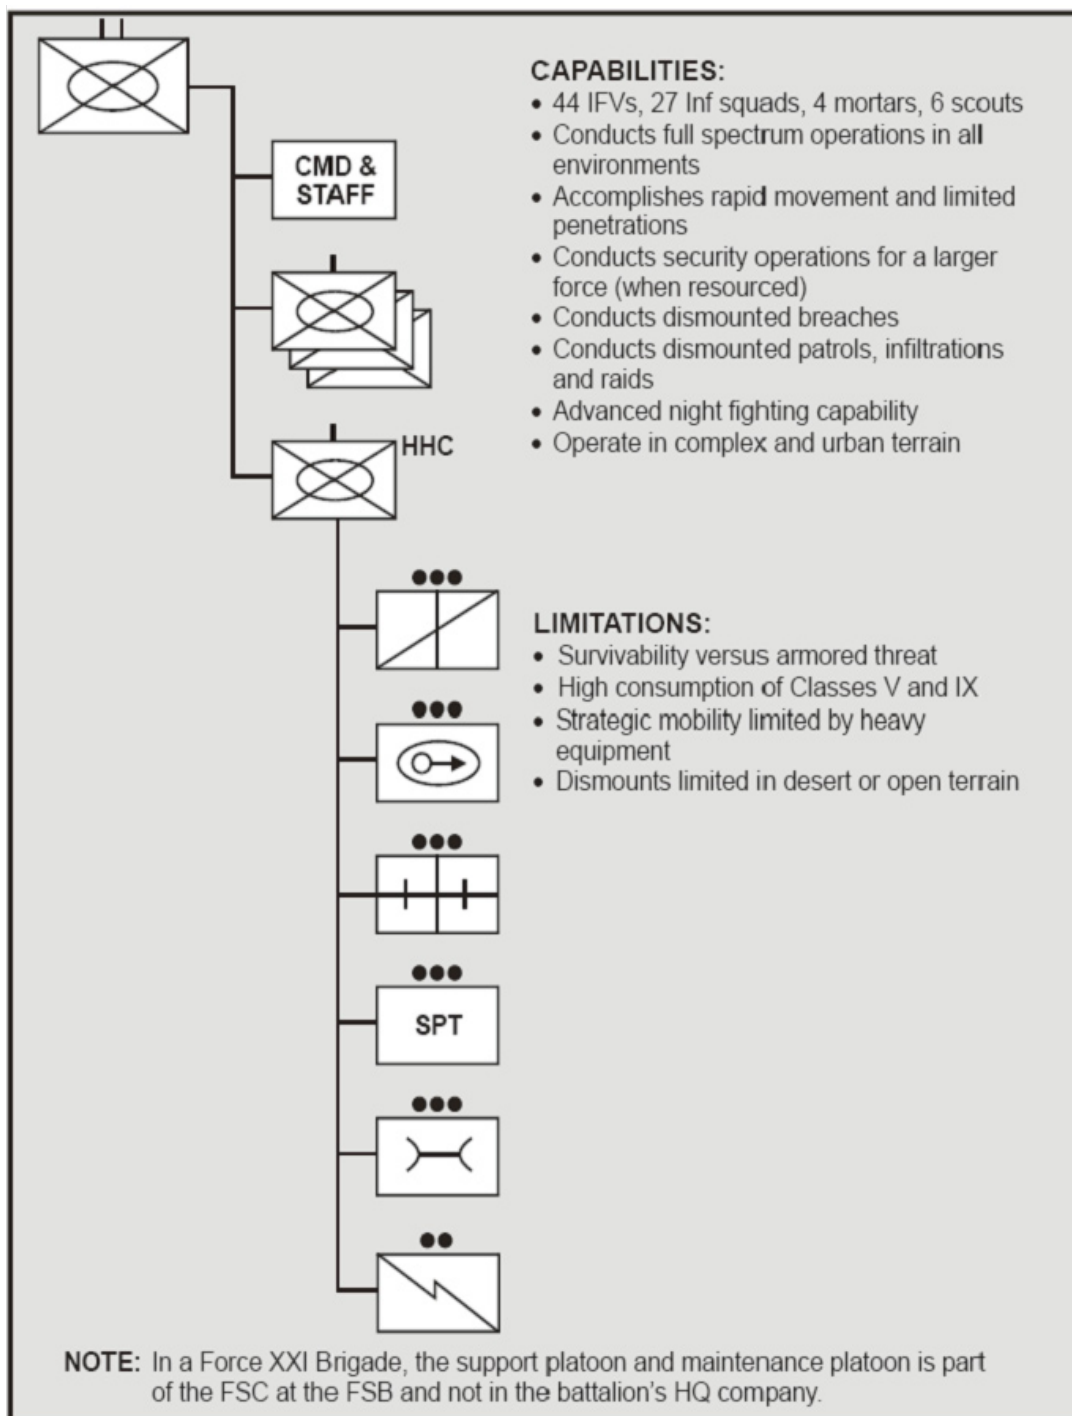 CMD &
STAFF
HHC
SPT
CAPABILITIES:
• 44 IFVs, 27 Inf squads, 4 mortars, 6 scouts
• Conducts full spectrum operations in all
environments
• Accomplishes rapid movement and limited
penetrations
• Conducts security operations for a larger
force (when resourced)
• Conducts dismounted breaches
• Conducts dismounted patrols, infiltrations
and raids
• Advanced night fighting capability
• Operate in complex and urban terrain
LIMITATIONS:
• Survivability versus armored threat
• High consumption of Classes V and IX
• Strategic mobility limited by heavy
equipment
• Dismounts limited in desert or open terrain
NOTE: In a Force XXI Brigade, the support platoon and maintenance platoon is part
of the FSC at the FSB and not in the battalion's HQ company.